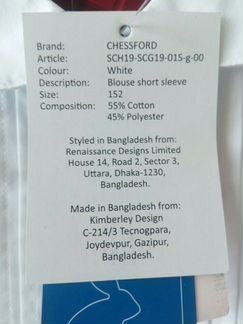 Brand: CHESSFORD
Article: SCH19-SCG19-015-g-00
Colour: White
Description: Blouse short sleeve
Size: 152
Composition: 55% Cotton
45% Polyester
Styled in Bangladesh from:
Renaissance Designs Limited
House 14, Road 2, Sector 3,
Uttara, Dhaka-1230,
Bangladesh.
Made in Bangladesh from:
Kimberley Design
C-214/3 Tecnogpara,
Joydevpur, Gazipur,
Bangladesh.